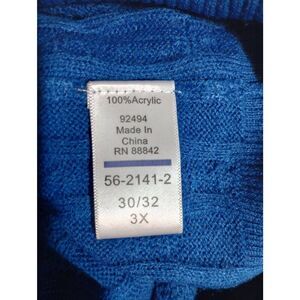 100%Acrylic
92494
Made In
China
RN 88842
56-2141-2
30/32
3X